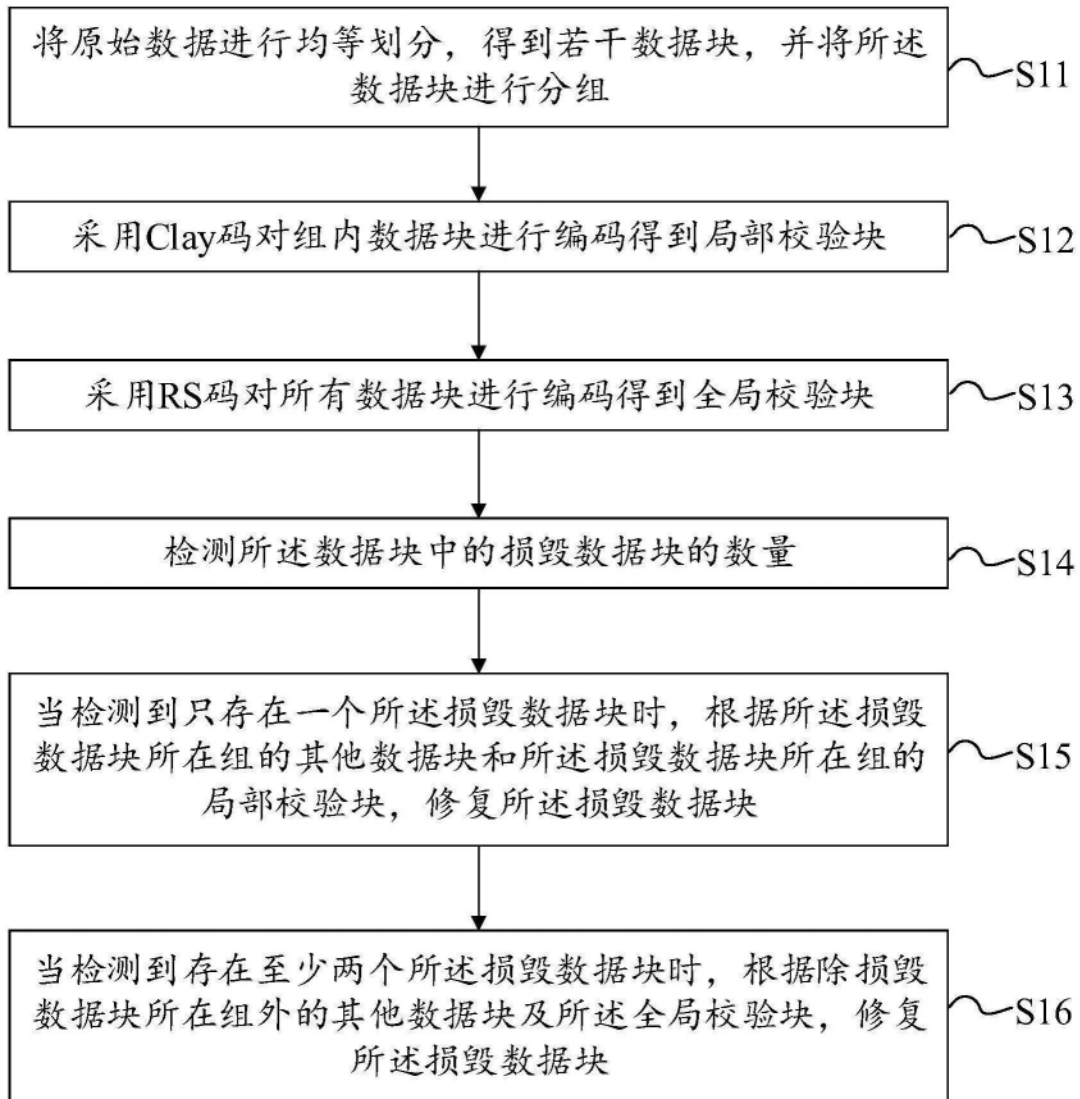 将原始数据进行均等划分，得到若干数据块，并将所述
数据块进行分组
S11
采用Clay码对组内数据块进行编码得到局部校验块
S12
采用RS码对所有数据块进行编码得到全局校验块
S13
检测所述数据块中的损毁数据块的数量
S14
当检测到只存在一个所述损毁数据块时，根据所述损毁
数据块所在组的其他数据块和所述损毁数据块所在组的
局部校验块，修复所述损毁数据块
S15
当检测到存在至少两个所述损毁数据块时，根据除损毁
数据块所在组外的其他数据块及所述全局校验块，修复
所述损毁数据块
S16